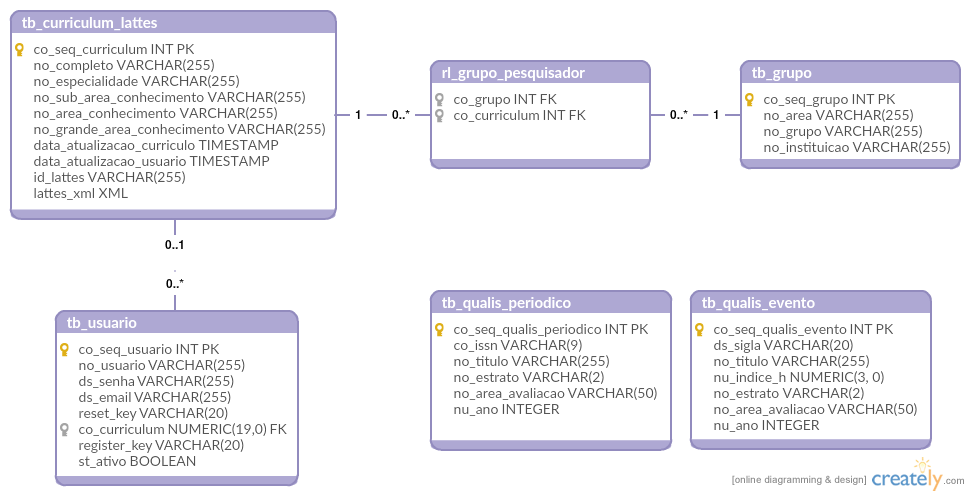 tb_curriculum_lattes
co_seq_curriculum INT PK
no_completo VARCHAR(255)
no_especialidade VARCHAR(255)
no_sub_area_conhecimento VARCHAR(255)
no_area_conhecimento VARCHAR(255)
no_grande_area_conhecimento VARCHAR(255)
data_atualizacao_curriculo TIMESTAMP
data_atualizacao_usuario TIMESTAMP
id_lattes VARCHAR(255)
lattes_xml XML
1
0..*
rl_grupo_pesquisador
co_grupo INT FK
co_curriculum INT FK
0..*
1
tb_grupo
co_seq_grupo INT PK
no_area VARCHAR(255)
no_grupo VARCHAR(255)
no_instituicao VARCHAR(255)
0..1
0..*
tb_usuario
co_seq_usuario INT PK
no_usuario VARCHAR(255)
ds_senha VARCHAR(255)
ds_email VARCHAR(255)
reset_key VARCHAR(20)
co_curriculum NUMERIC(19,0) FK
register_key VARCHAR(20)
st_ativo BOOLEAN
tb_qualis_periodico
co_seq_qualis_periodico INT PK
co_issn VARCHAR(9)
no_titulo VARCHAR(255)
no_estrato VARCHAR(2)
no_area_avaliacao VARCHAR(50)
nu_ano INTEGER
tb_qualis_evento
co_seq_qualis_evento INT PK
ds_sigla VARCHAR(20)
no_titulo VARCHAR(255)
nu_indice_h NUMERIC(3, 0)
no_estrato VARCHAR(2)
no_area_avaliacao VARCHAR(50)
nu_ano INTEGER
[online diagramming & design] creately.com